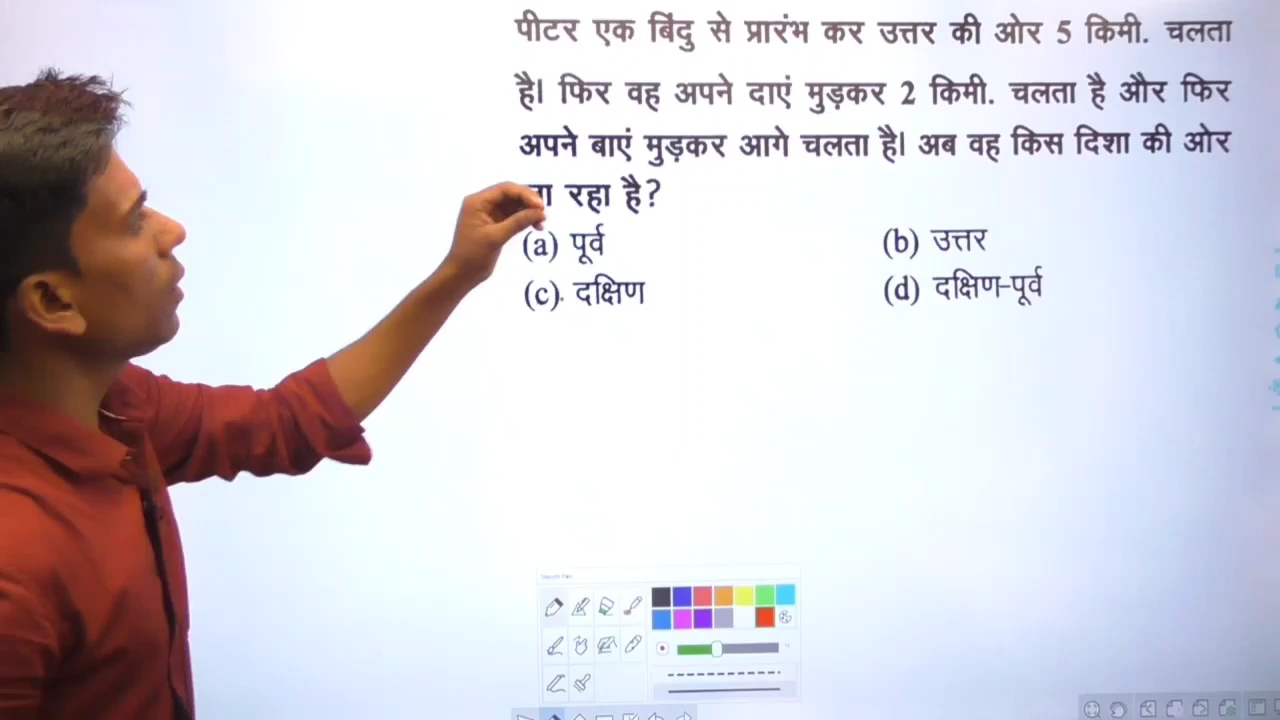 पीटर एक बिंदु से प्रारंभ कर उत्तर की ओर 5 किमी. चलता
है। फिर वह अपने दाएं मुड़कर 2 किमी. चलता है और फिर
अपने बाएं मुड़कर आगे चलता है। अब वह किस दिशा की ओर
रहा है?
(a) पूर्व (b) उत्तर
(c). दक्षिण (d) दक्षिण-पूर्व